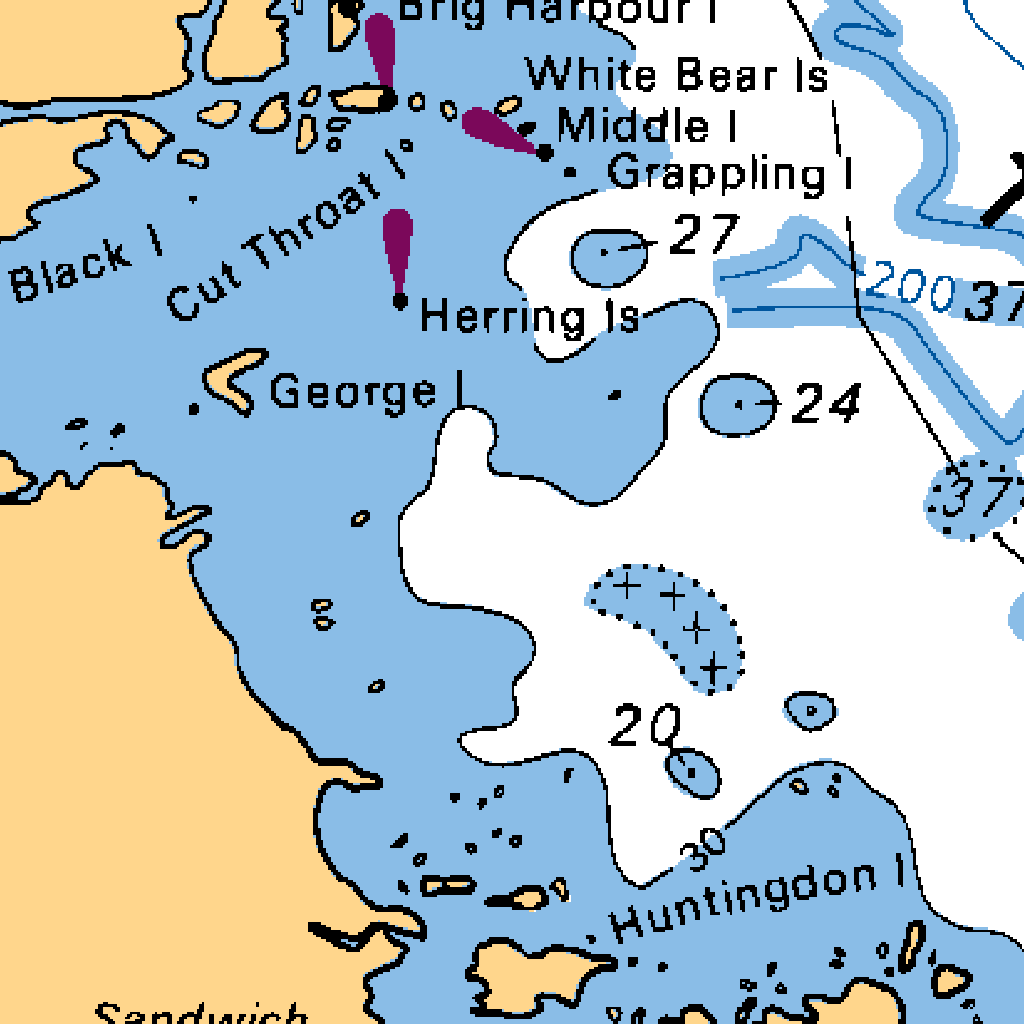 Brig Harbour I
White Bear Is
Middle I
Grappling I
Cut Throat I
Black I
27
200
37
Herring Is
George I
24
37
20
30
Huntingdon I
Sandwich